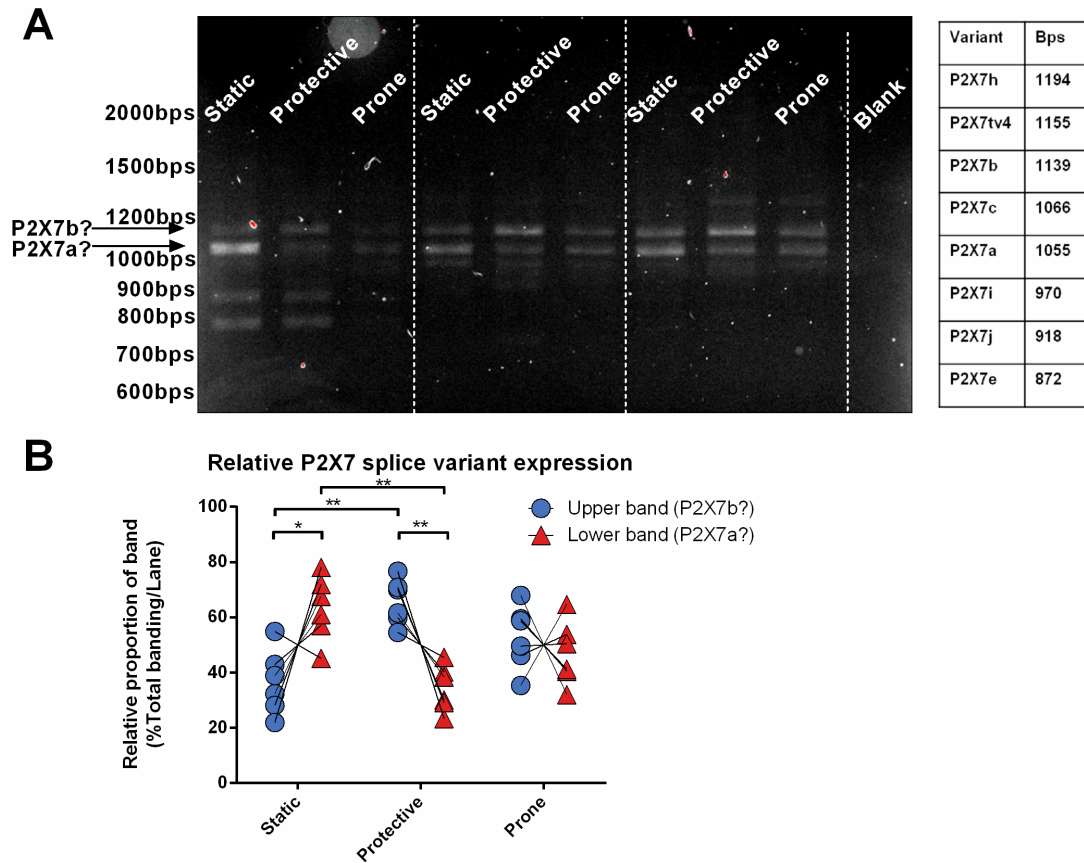 A
Static
Protective
Prone
Static
Protective
Prone
Static
Protective
Prone
Blank
2000bps
1500bps
1200bps
P2X7b?
P2X7a?
1000bps
900bps
800bps
700bps
600bps
Variant Bps
P2X7h 1194
P2X7tv4 1155
P2X7b 1139
P2X7c 1066
P2X7a 1055
P2X7i 970
P2X7j 918
P2X7e 872
B
Relative P2X7 splice variant expression
**
**
*
**
Upper band (P2X7b?)
Lower band (P2X7a?)
Relative proportion of band
(%Total banding/Lane)
100
80
60
40
20
0
Static
Protective
Prone